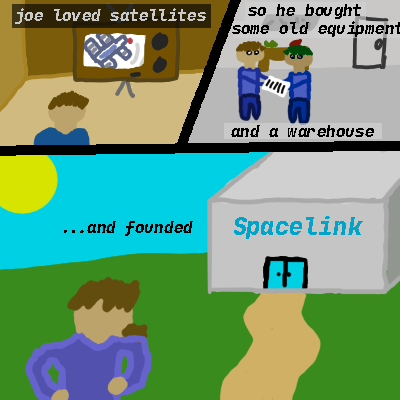 joe loved satellites
so he bought
some old equipment
and a warehouse
...and founded
Spacelink